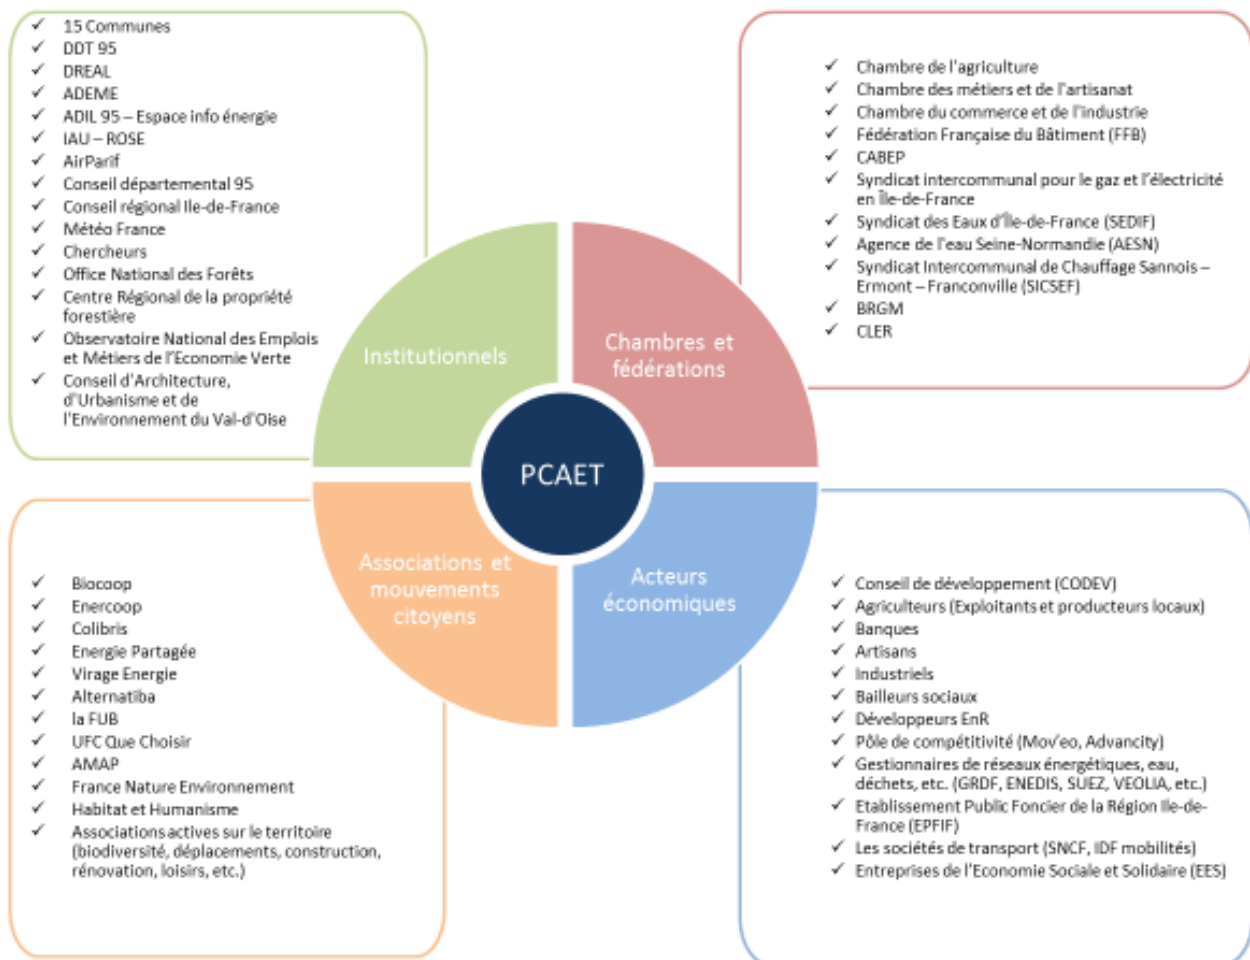 15 Communes
DDT 95
DREAL
ADEME
ADIL 95 – Espace info énergie
IAU – ROSE
AirParif
Conseil départemental 95
Conseil régional Ile-de-France
Météo France
Chercheurs
Office National des Forêts
Centre Régional de la propriété
forestière
Observatoire National des Emplois
et Métiers de l'Economie Verte
Conseil d'Architecture,
d'Urbanisme et de
l'Environnement du Val-d'Oise
Chambre de l'agriculture
Chambre des métiers et de l'artisanat
Chambre du commerce et de l'industrie
Fédération Française du Bâtiment (FFB)
CABEP
Syndicat intercommunal pour le gaz et l'électricité
en Île-de-France
Syndicat des Eaux d'Île-de-France (SEDIF)
Agence de l'eau Seine-Normandie (AESN)
Syndicat Intercommunal de Chauffage Sannois –
Ermont – Franconville (SICSEF)
BRGM
CLER
Institutionnels
Chambres et
fédérations
PCAET
Associations et
mouvements
citoyens
Acteurs
économiques
Biocoop
Enercoop
Colibris
Energie Partagée
Virage Energie
Alternatiba
la FUB
UFC Que Choisir
AMAP
France Nature Environnement
Habitat et Humanisme
Associations actives sur le territoire
(biodiversité, déplacements, construction,
rénovation, loisirs, etc.)
Conseil de développement (CODEV)
Agriculteurs (Exploitants et producteurs locaux)
Banques
Artisans
Industriels
Bailleurs sociaux
Développeurs EnR
Pôle de compétitivité (Mov'eo, Advancity)
Gestionnaires de réseaux énergétiques, eau,
déchets, etc. (GRDF, ENEDIS, SUEZ, VEOLIA, etc.)
Etablissement Public Foncier de la Région Ile-de-
France (EPFIF)
Les sociétés de transport (SNCF, IDF mobilités)
Entreprises de l'Economie Sociale et Solidaire (EES)